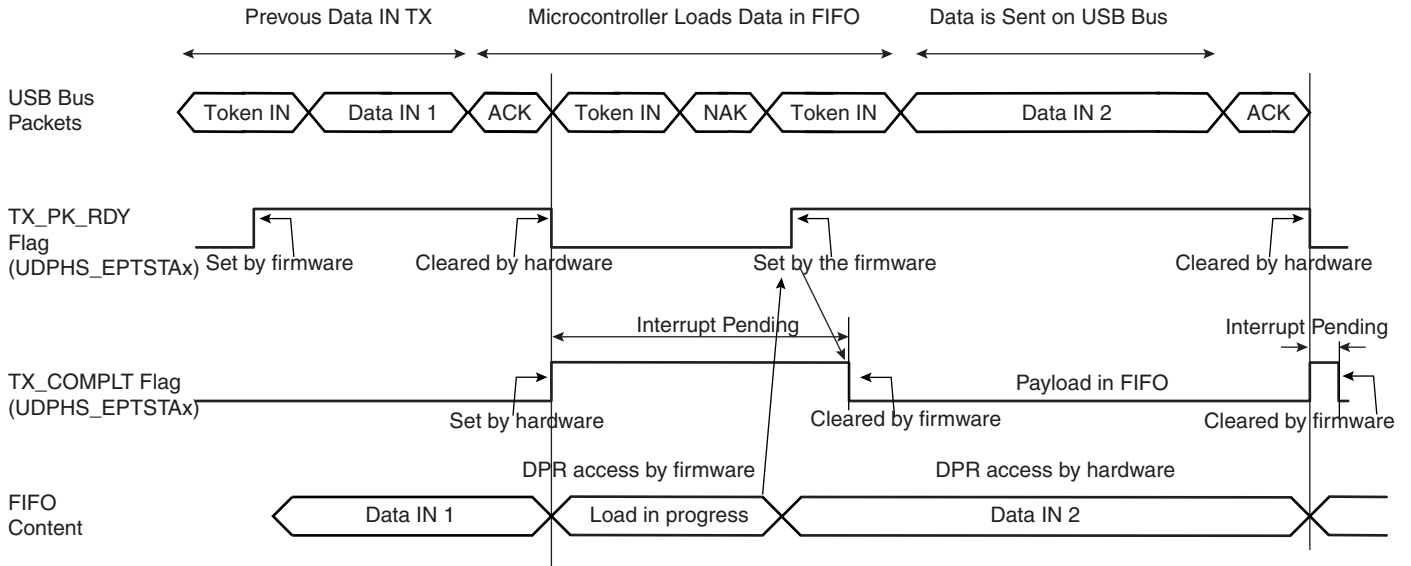 Prevous Data IN TX
Microcontroller Loads Data in FIFO
Data is Sent on USB Bus
USB Bus
Packets
Token IN
Data IN 1
ACK
Token IN
NAK
Token IN
Data IN 2
ACK
TX_PK_RDY
Flag
(UDPHS_EPTSTAx)
Set by firmware
Cleared by hardware
Set by the firmware
Cleared by hardware
Interrupt Pending
Interrupt Pending
TX_COMPLT Flag
(UDPHS_EPTSTAx)
Payload in FIFO
Set by hardware
Cleared by firmware
Cleared by firmware
DPR access by firmware
DPR access by hardware
FIFO
Content
Data IN 1
Load in progress
Data IN 2